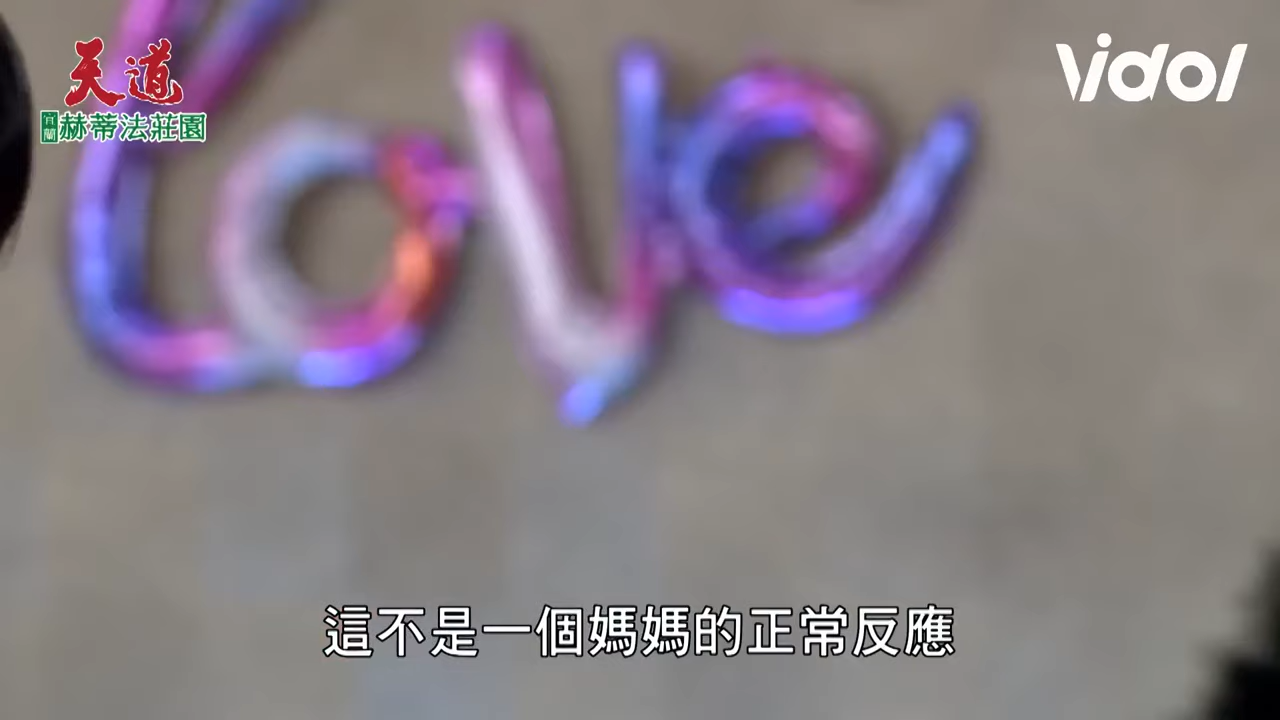 天道
宜蘭赫蒂法莊園
Vidol
Love
這不是一個媽媽的正常反應